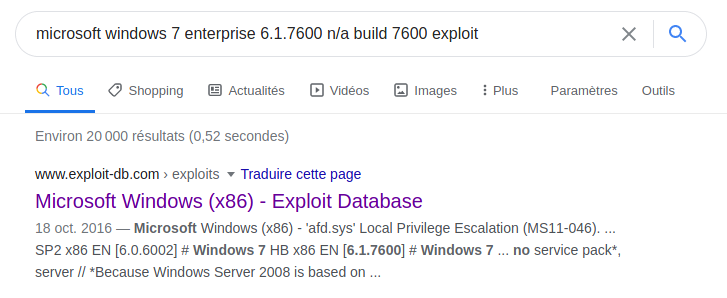 microsoft windows 7 enterprise 6.1.7600 n/a build 7600 exploit
Tous Shopping Actualités Vidéos Images Plus Paramètres Outils
Environ 20 000 résultats (0,52 secondes)
www.exploit-db.com › exploits Traduire cette page
Microsoft Windows (x86) - Exploit Database
18 oct. 2016 — Microsoft Windows (x86) - 'afd.sys' Local Privilege Escalation (MS11-046). ...
SP2 x86 EN [6.0.6002] # Windows 7 HB x86 EN [6.1.7600] # Windows 7 ... no service pack*,
server // *Because Windows Server 2008 is based on ...